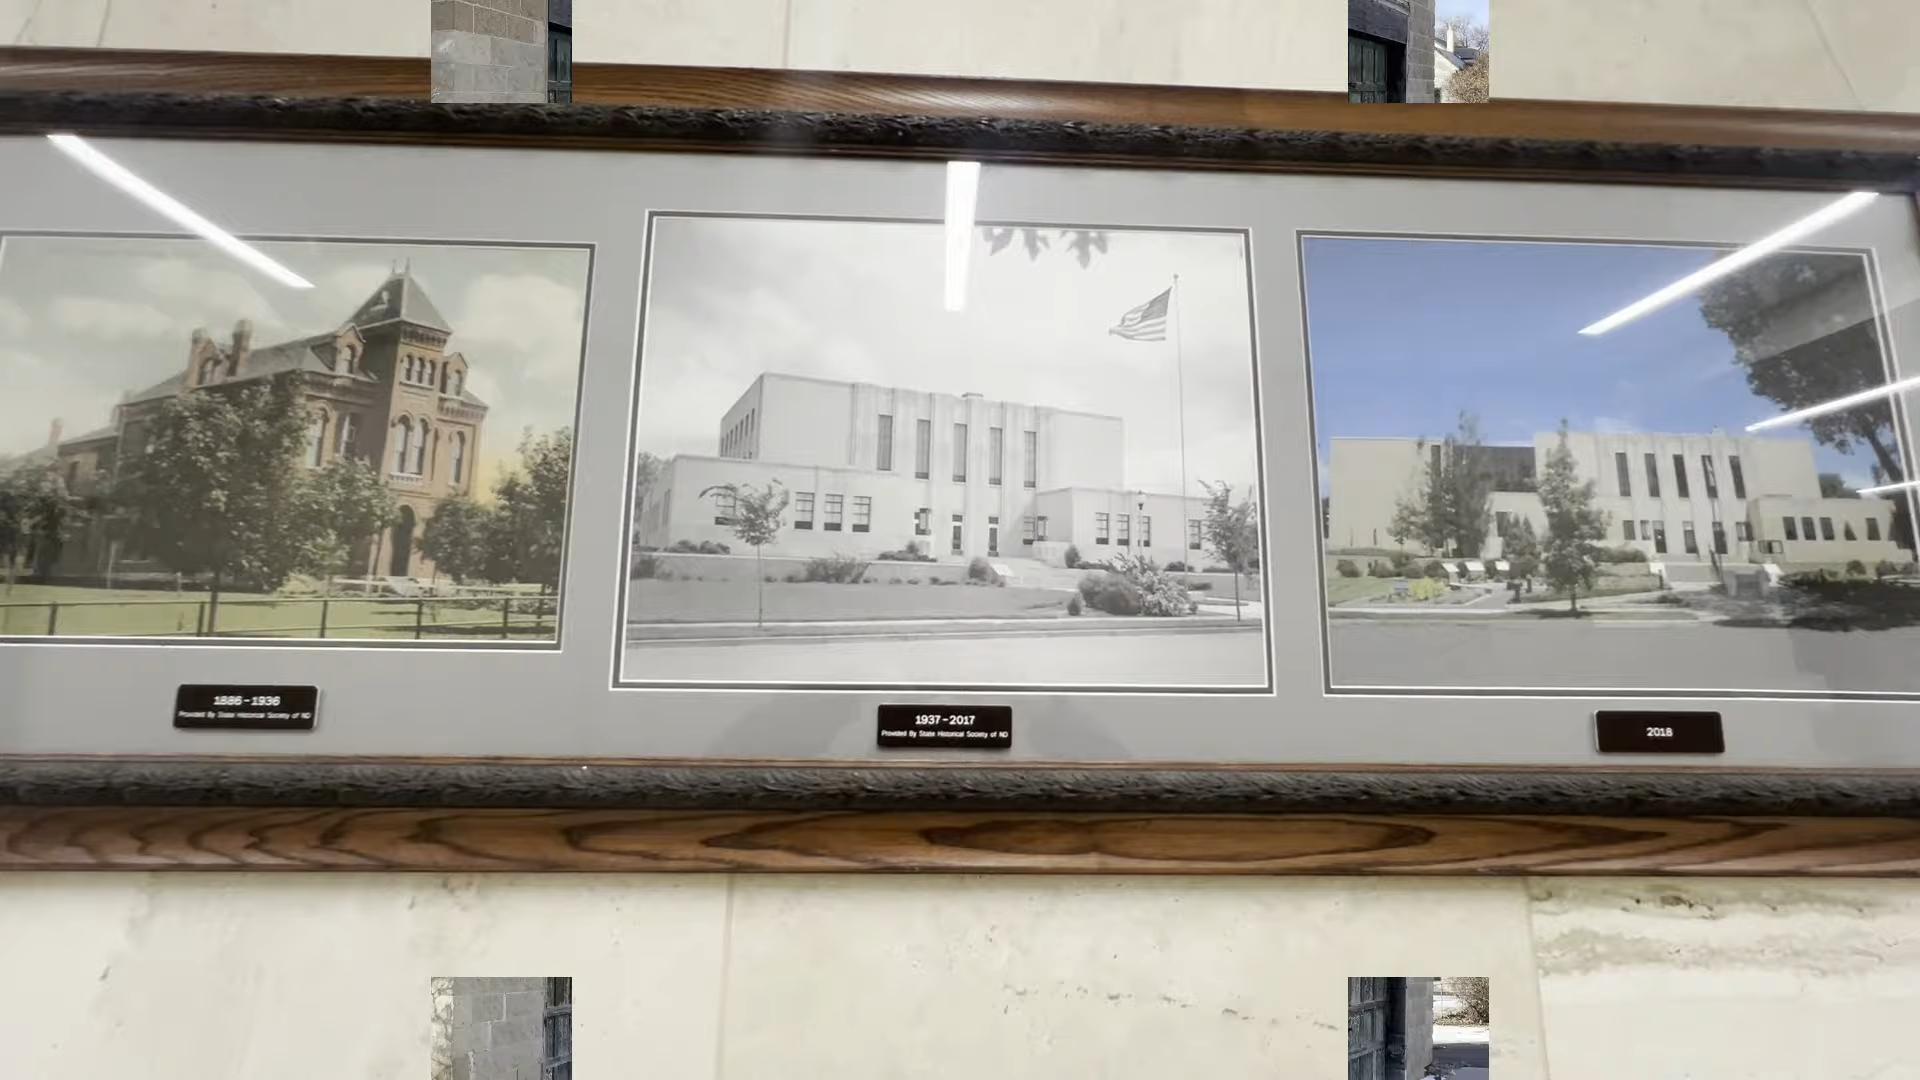 1886-1936
Provided By State Historical Society of ND
1937-2017
Provided By State Historical Society of ND
2018